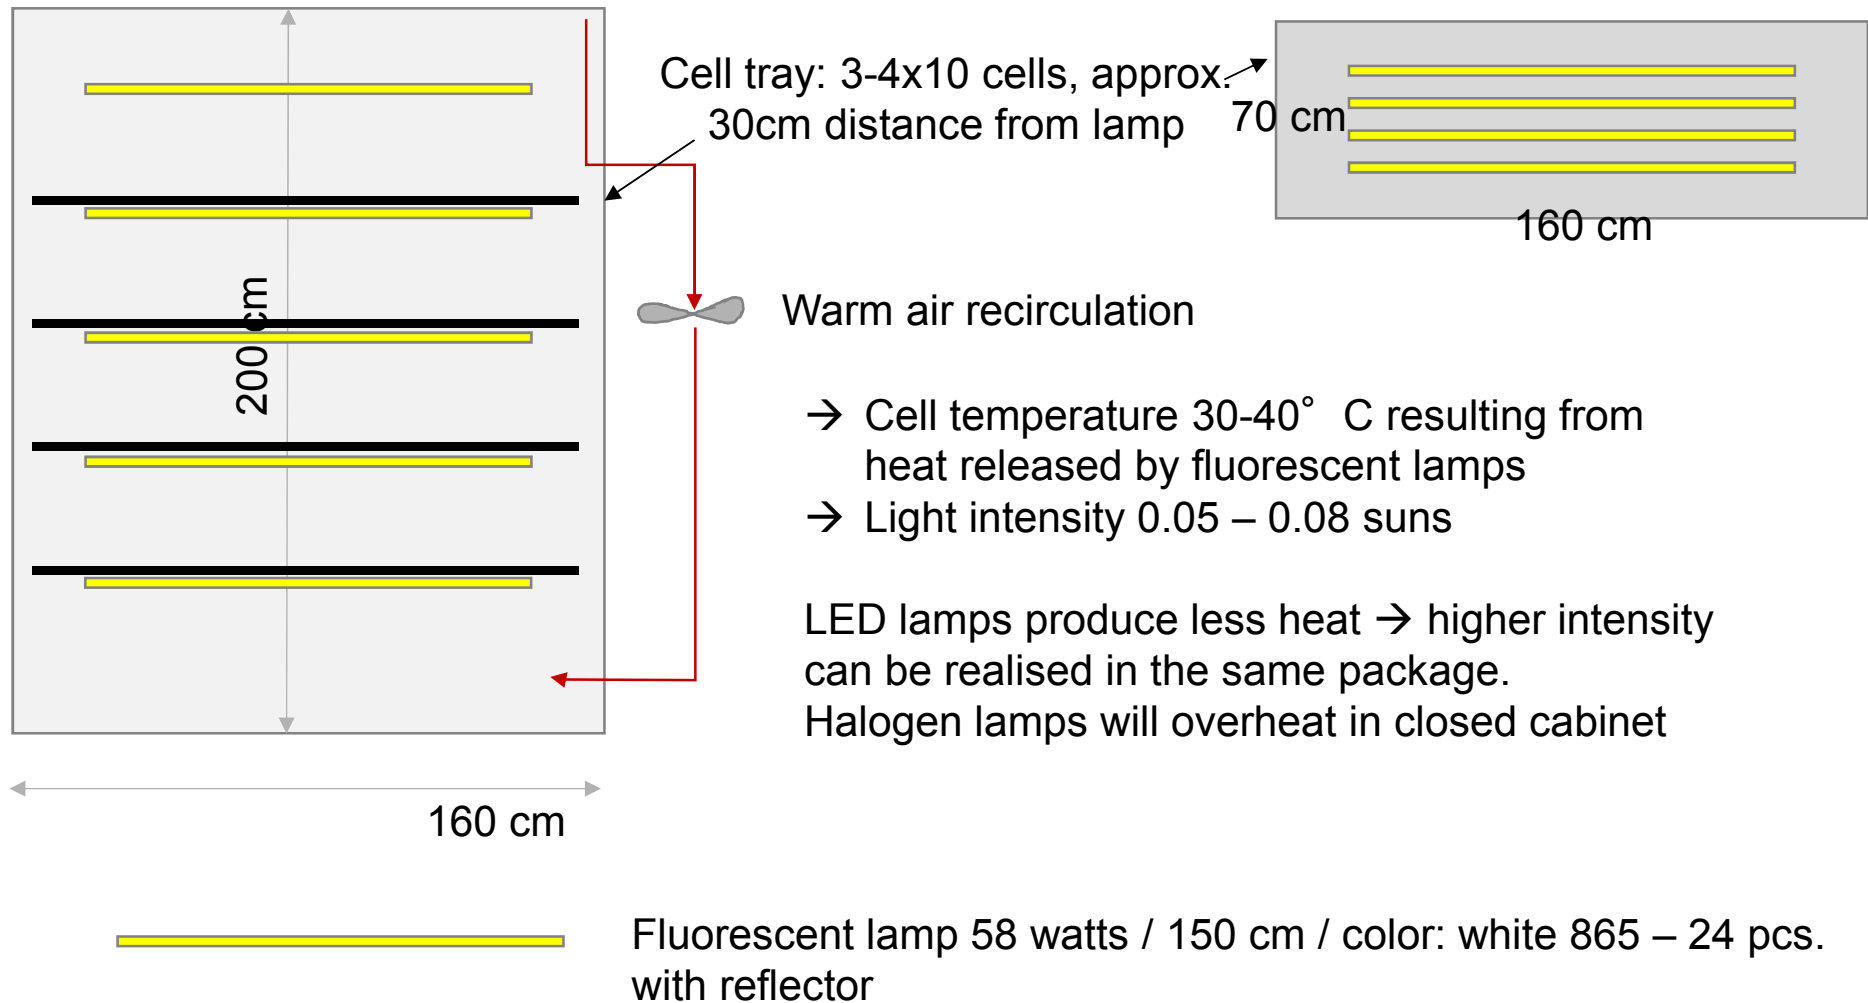 Cell tray: 3-4x10 cells, approx.
30cm distance from lamp
70 cm
160 cm
200 cm
Warm air recirculation
→ Cell temperature 30-40° C resulting from
heat released by fluorescent lamps
→ Light intensity 0.05 – 0.08 suns
LED lamps produce less heat → higher intensity
can be realised in the same package.
Halogen lamps will overheat in closed cabinet
160 cm
Fluorescent lamp 58 watts / 150 cm / color: white 865 – 24 pcs.
with reflector